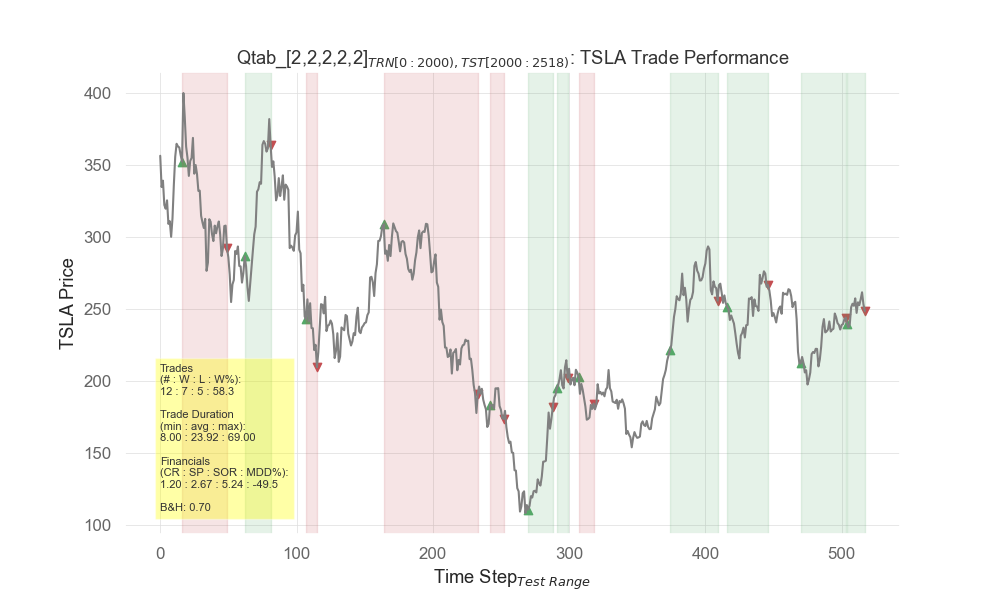 Qtab_[2,2,2,2,2]TRN[0 : 2000), TST[2000 : 2518): TSLA Trade Performance
400
350
300
250
200
150
100
TSLA Price
Trades
(# : W : L : W%):
12 : 7 : 5 : 58.3
Trade Duration
(min : avg : max):
8.00 : 23.92 : 69.00
Financials
(CR : SP : SOR : MDD%):
1.20 : 2.67 : 5.24 : -49.5
B&H: 0.70
0 100 200 300 400 500
Time StepTest Range